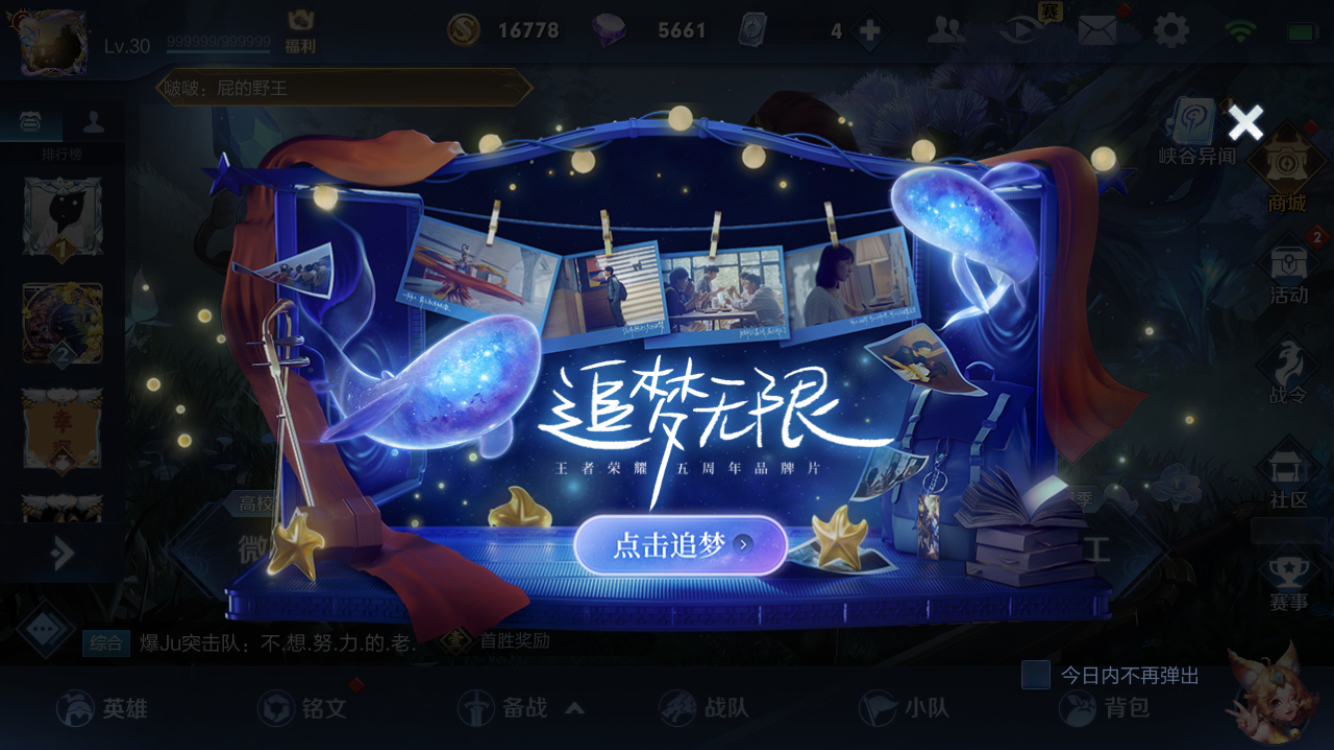 Lv.30
999999/999999
福利
16778
5661
4
赛
啵啵：屁的野王
排行榜
峡谷异闻
1
商城
2
2
活动
追梦无限
王者荣耀五周年品牌片
战令
幸
高校
季
社区
点击追梦
微
工
赛事
综合 爆Ju突击队：不.想.努.力.的.老.
首胜奖励
今日内不再弹出
英雄
铭文
备战
战队
小队
背包